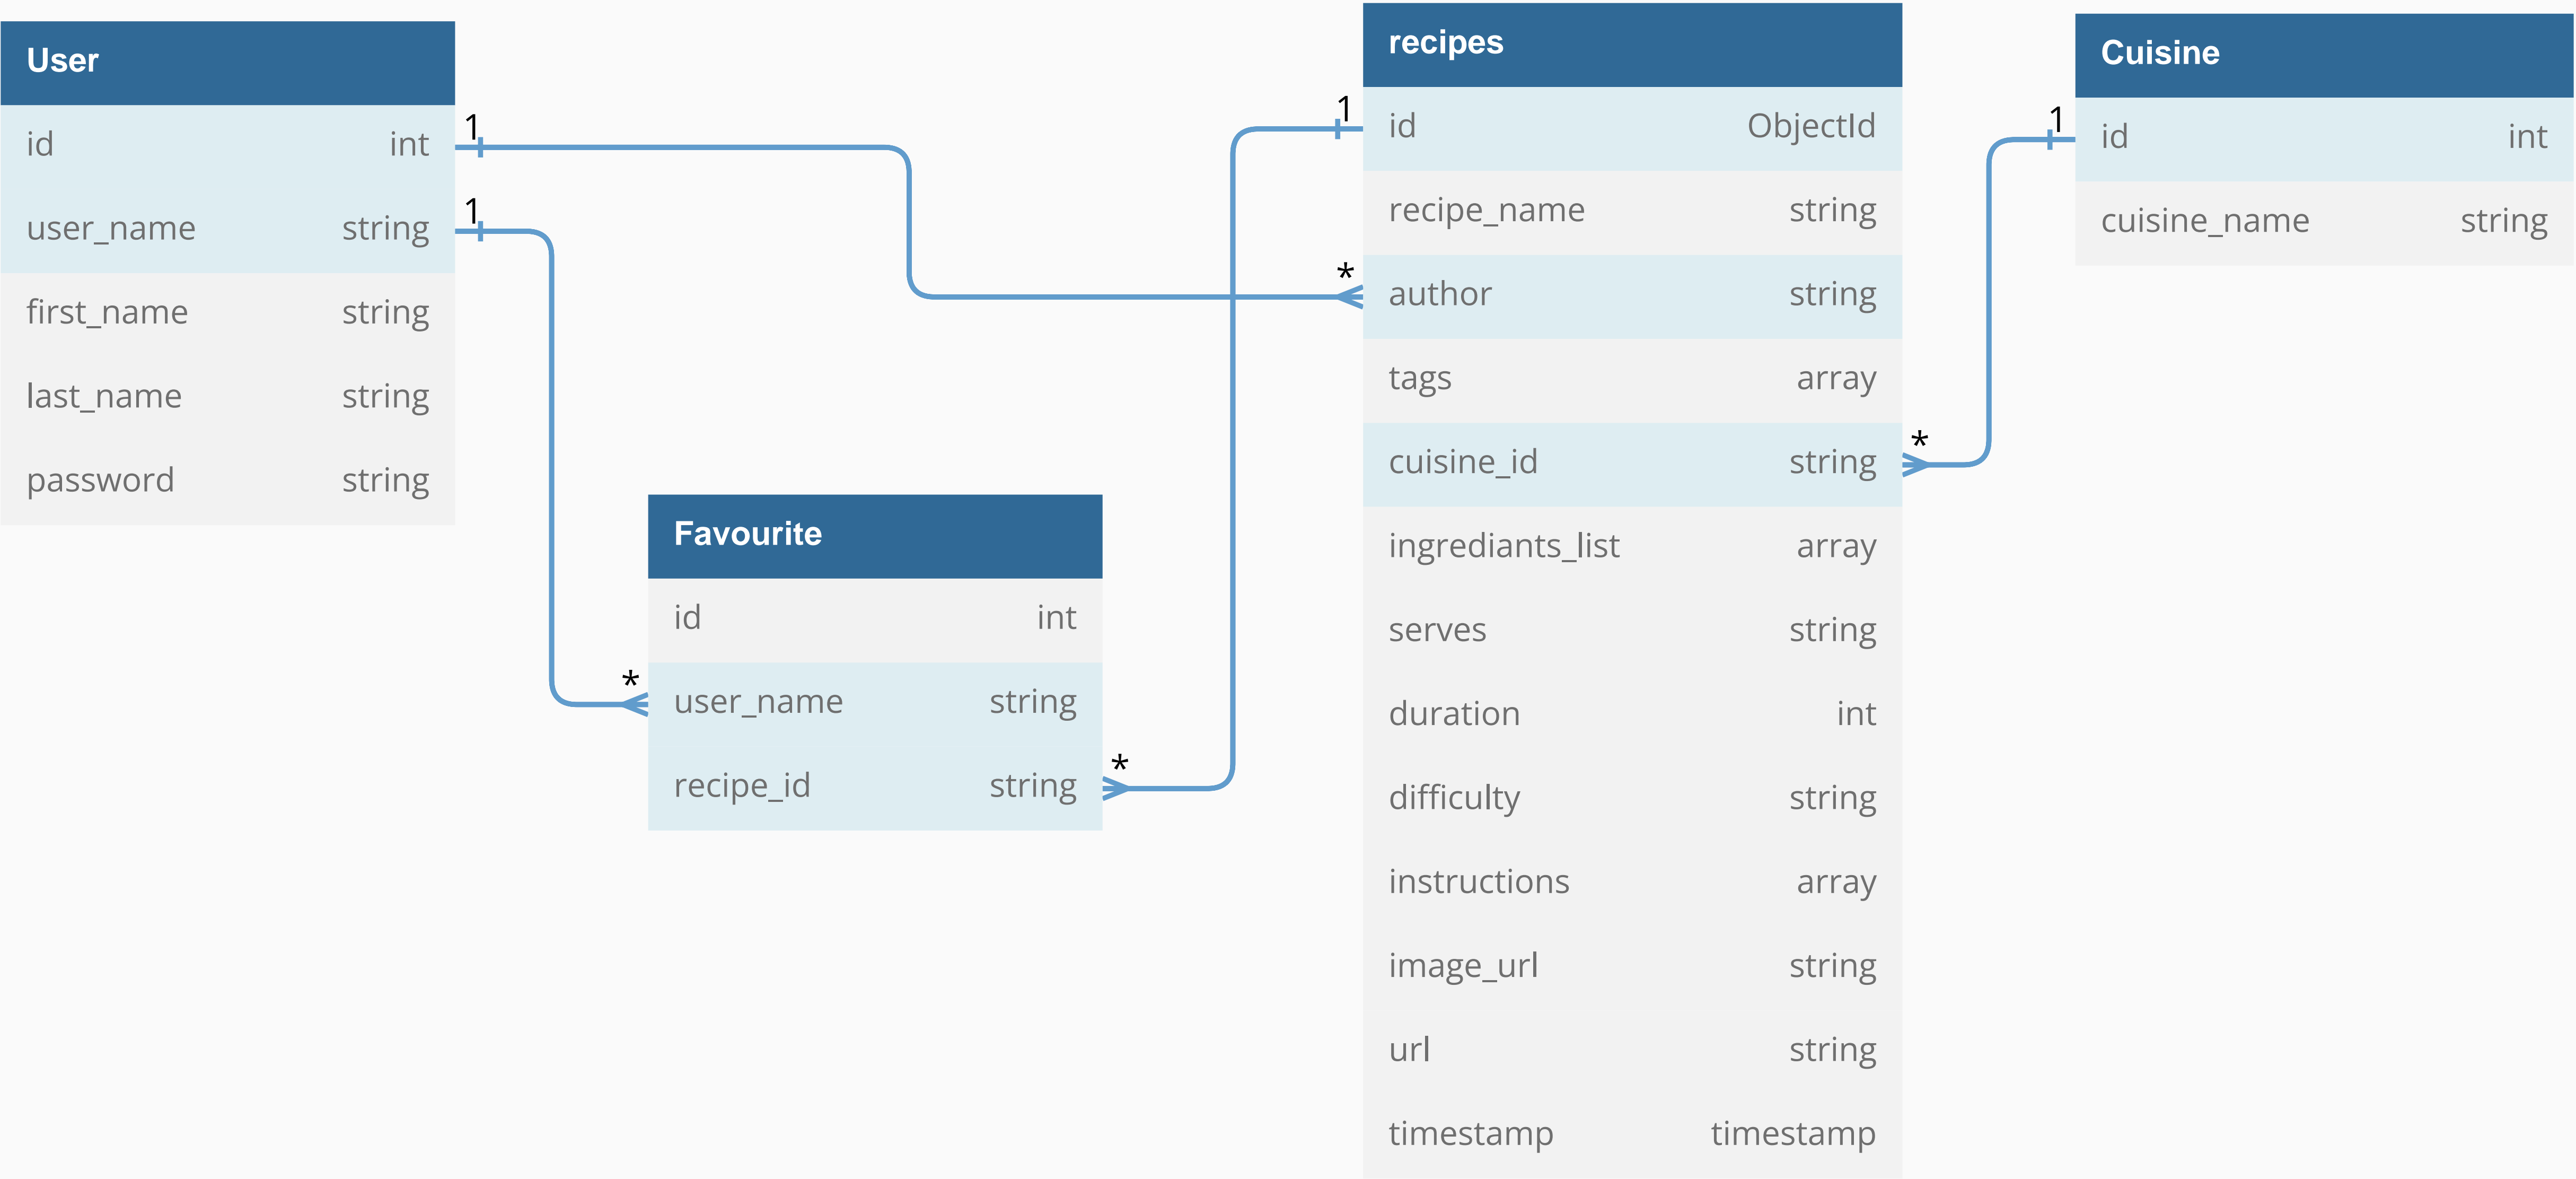 User
id int
user_name string
first_name string
last_name string
password string
1
1
Favourite
id int
user_name string
recipe_id string
*
*
recipes
id ObjectId
recipe_name string
author string
tags array
cuisine_id string
ingrediants_list array
serves string
duration int
difficulty string
instructions array
image_url string
url string
timestamp timestamp
1
*
*
Cuisine
id int
cuisine_name string
1